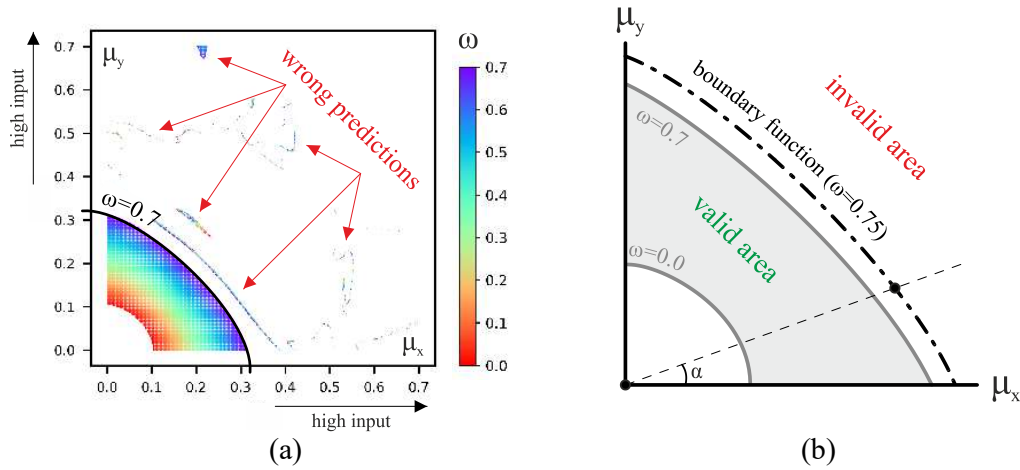 μy
0.7
0.6
0.5
0.4
0.3
0.2
0.1
0.0
high input
wrong predictions
ω=0.7
μx
0.0 0.1 0.2 0.3 0.4 0.5 0.6 0.7
high input
ω
0.7
0.6
0.5
0.4
0.3
0.2
0.1
0.0
(a)
μy
invalid area
boundary function (ω=0.75)
ω=0.7
valid area
ω=0.0
α
μx
(b)